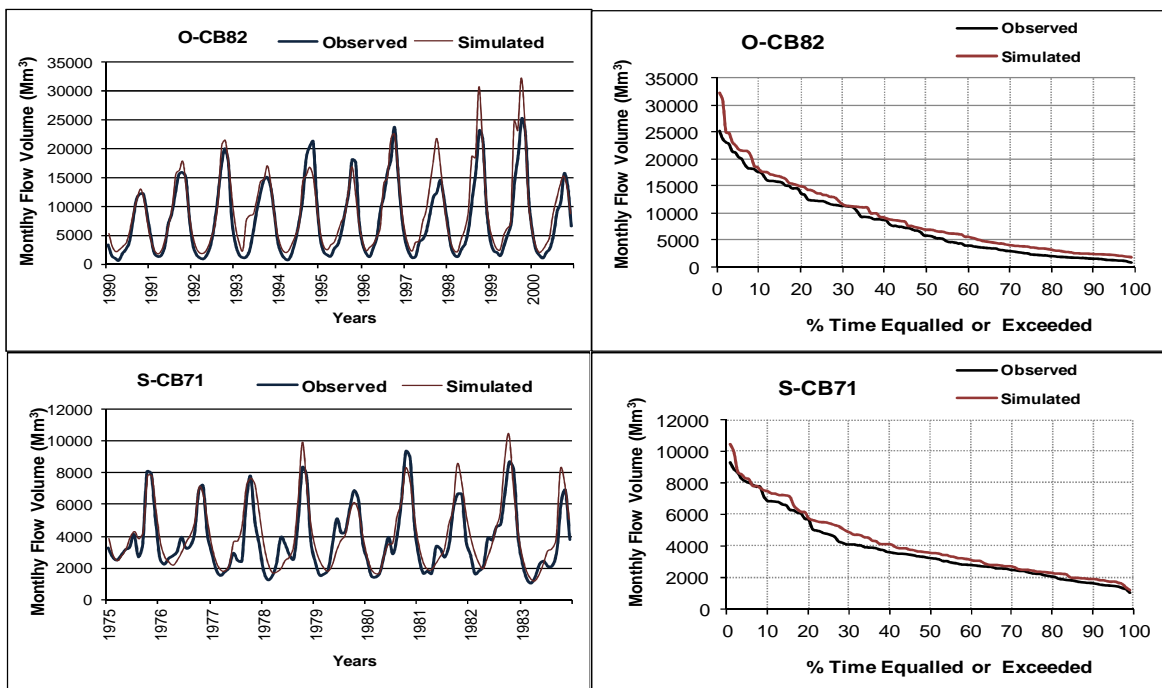 O-CB82
Observed
Simulated
Montlhy Flow Volume (Mm³)
35000
30000
25000
20000
15000
10000
5000
0
1990
1991
1992
1993
1994
1995
1996
1997
1998
1999
2000
Years
O-CB82
Observed
Simulated
Monthly Flow Volume (Mm³)
35000
30000
25000
20000
15000
10000
5000
0
0 10 20 30 40 50 60 70 80 90 100
% Time Equalled or Exceeded
S-CB71
Observed
Simulated
Monthly Flow Volume (Mm³)
12000
10000
8000
6000
4000
2000
0
1975
1976
1977
1978
1979
1980
1981
1982
1983
Years
S-CB71
Observed
Simulated
Monthly Flow Volume (Mm³)
12000
10000
8000
6000
4000
2000
0
0 10 20 30 40 50 60 70 80 90 100
% Time Equalled or Exceeded